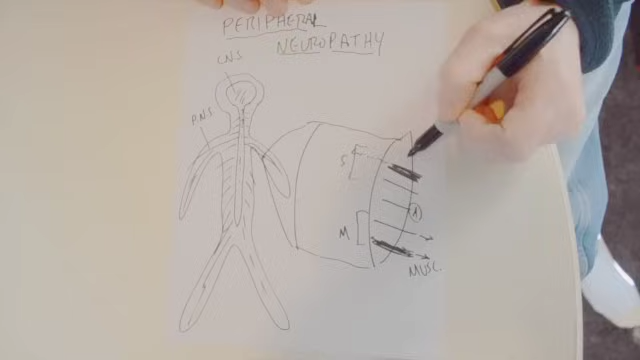 PERIPHERAL
NEUROPATHY
CNS
PNS
S
A
M
MUSC